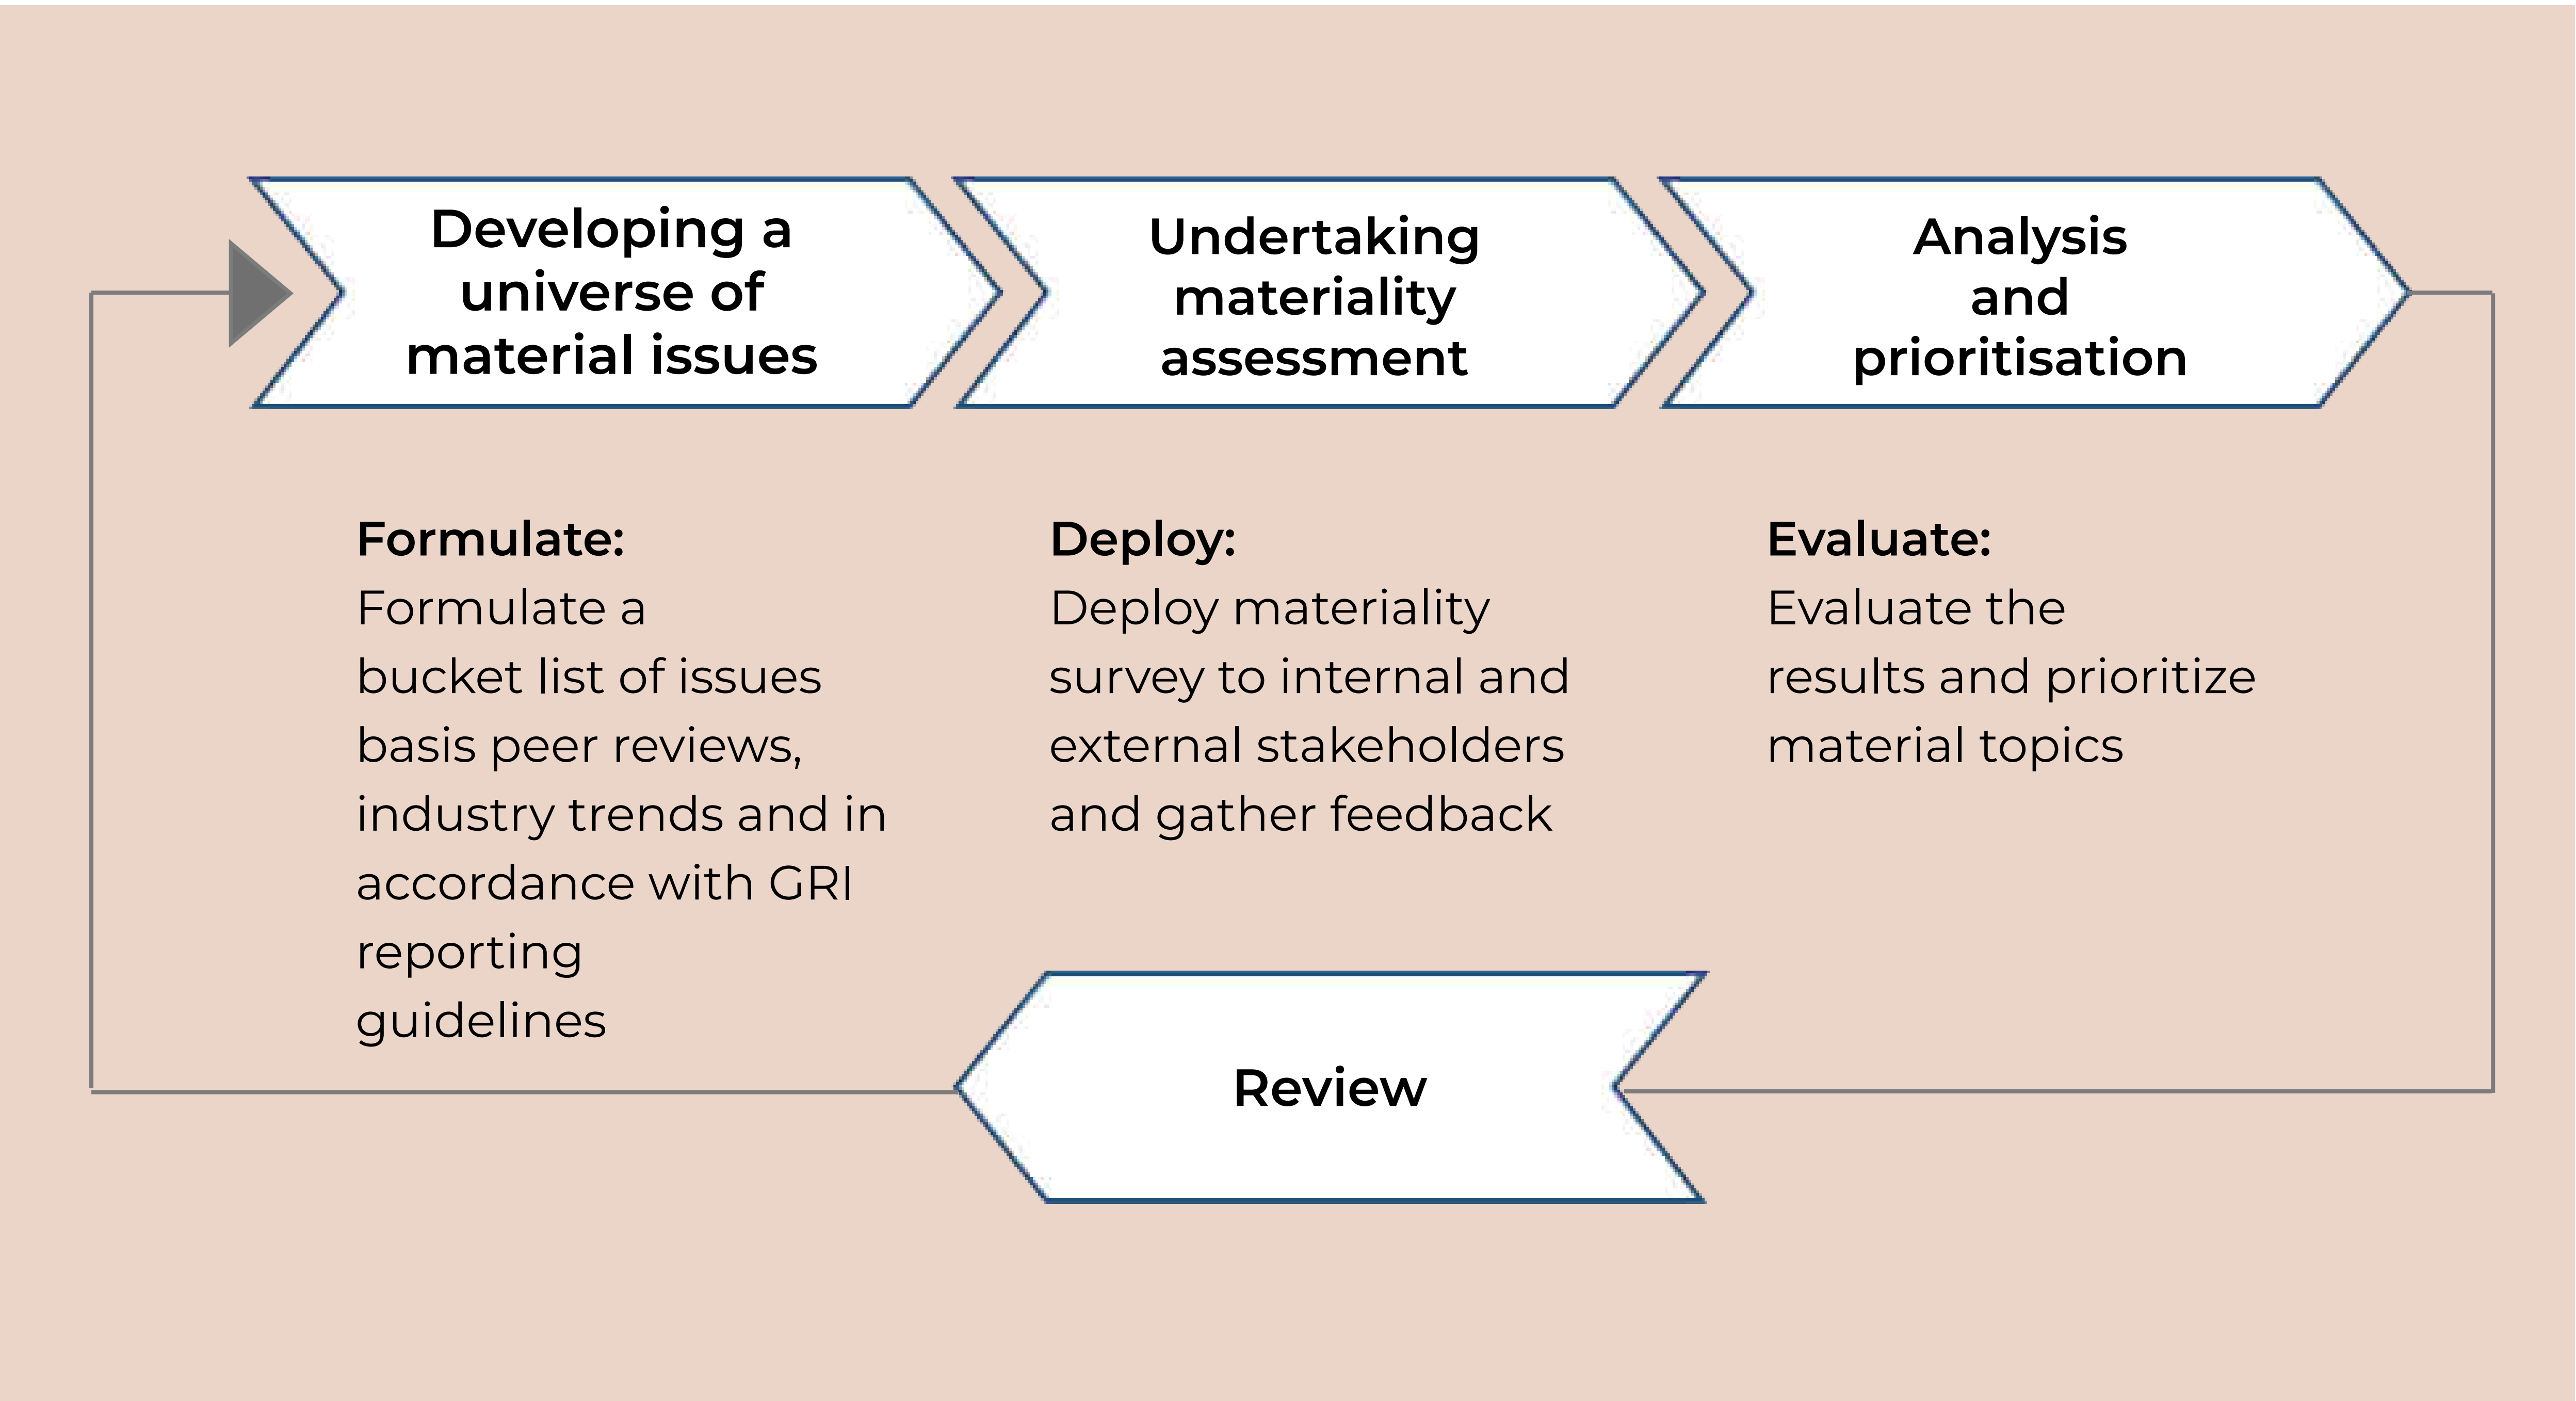 Developing a
universe of
material issues
Undertaking
materiality
assessment
Analysis
and
prioritisation
Formulate:
Formulate a
bucket list of issues
basis peer reviews,
industry trends and in
accordance with GRI
reporting
guidelines
Deploy:
Deploy materiality
survey to internal and
external stakeholders
and gather feedback
Evaluate:
Evaluate the
results and prioritize
material topics
Review